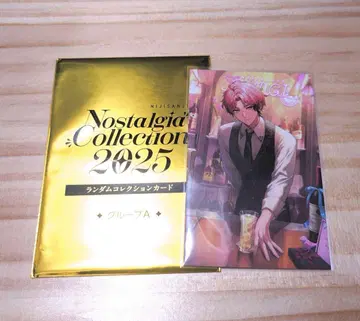 NIJISANJI
Nostalgia
Collection
2025
ランダムコレクションカード
グループA